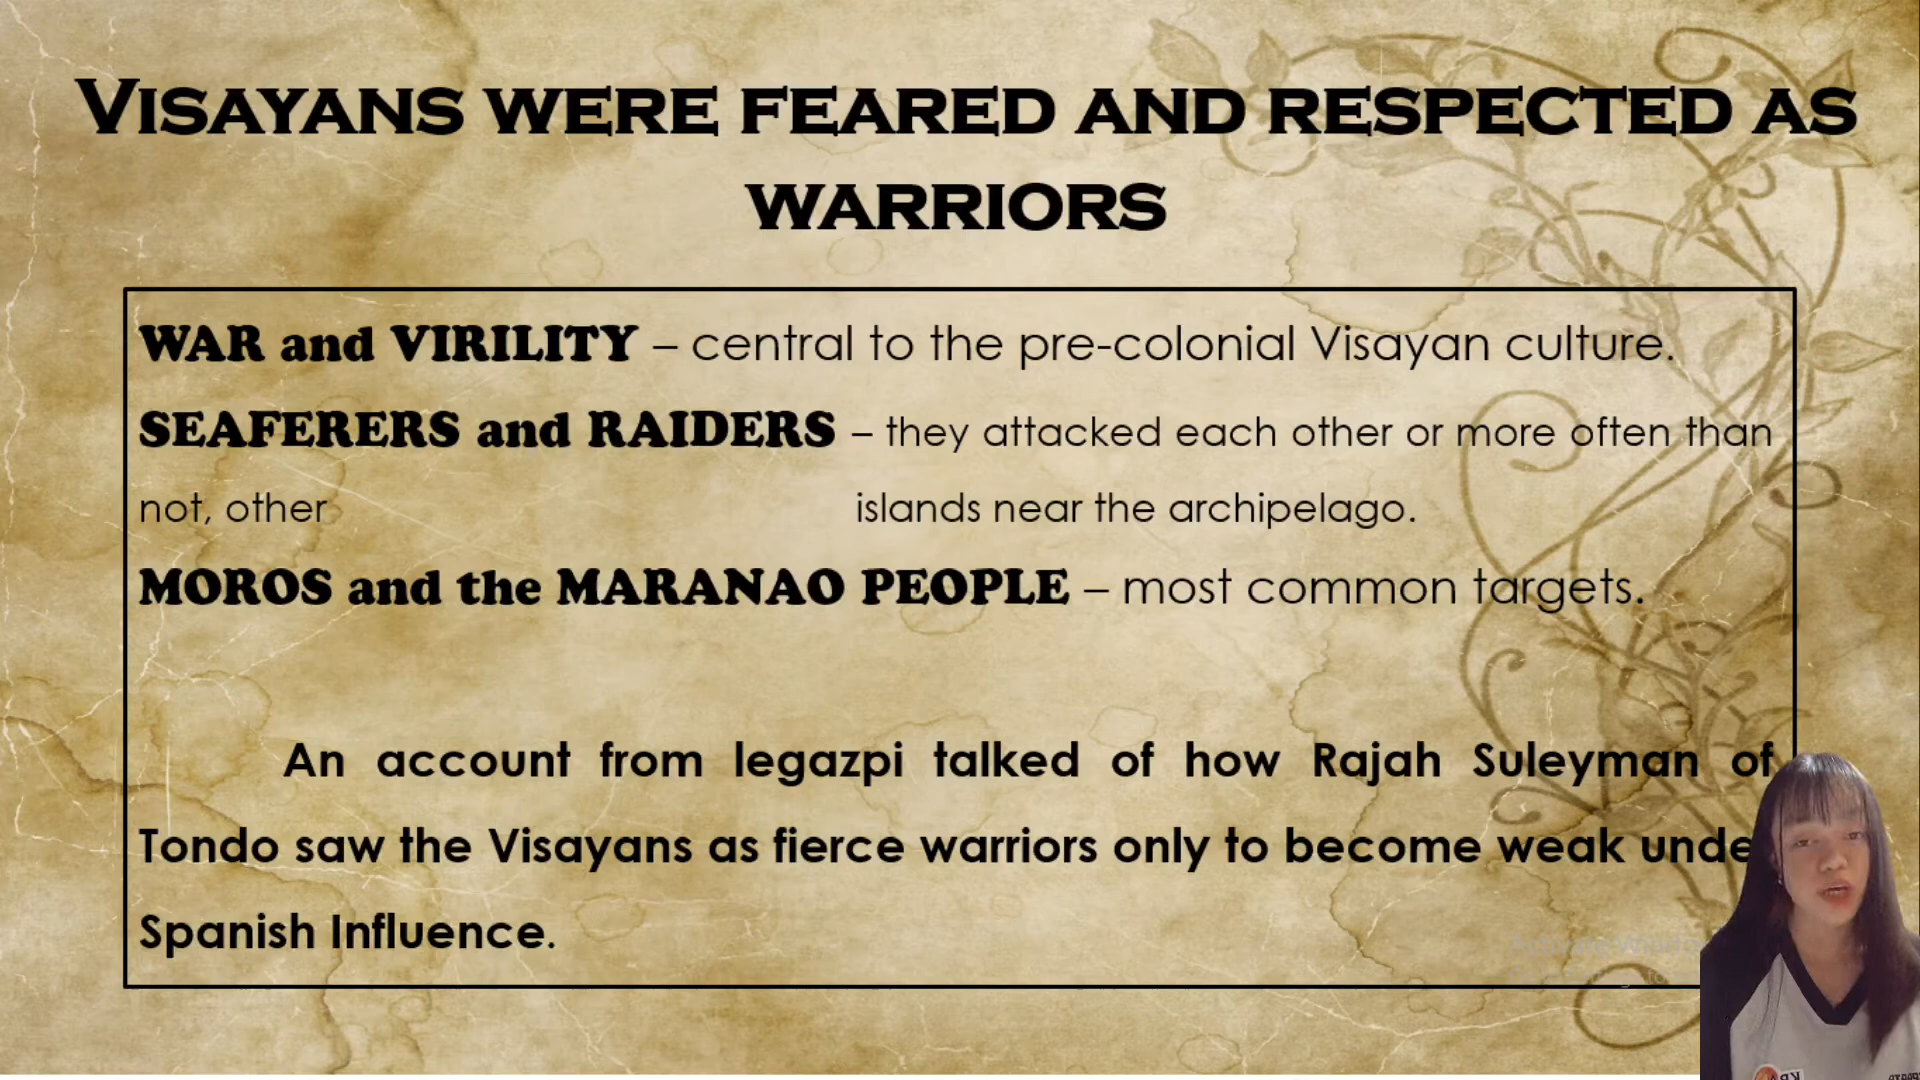 VISAYANS WERE FEARED AND RESPECTED AS
WARRIORS
WAR and VIRILITY – central to the pre-colonial Visayan culture.
SEAFERERS and RAIDERS – they attacked each other or more often than
not, other islands near the archipelago.
MOROS and the MARANAO PEOPLE – most common targets.
An account from legazpi talked of how Rajah Suleyman of
Tondo saw the Visayans as fierce warriors only to become weak unde
Spanish Influence.